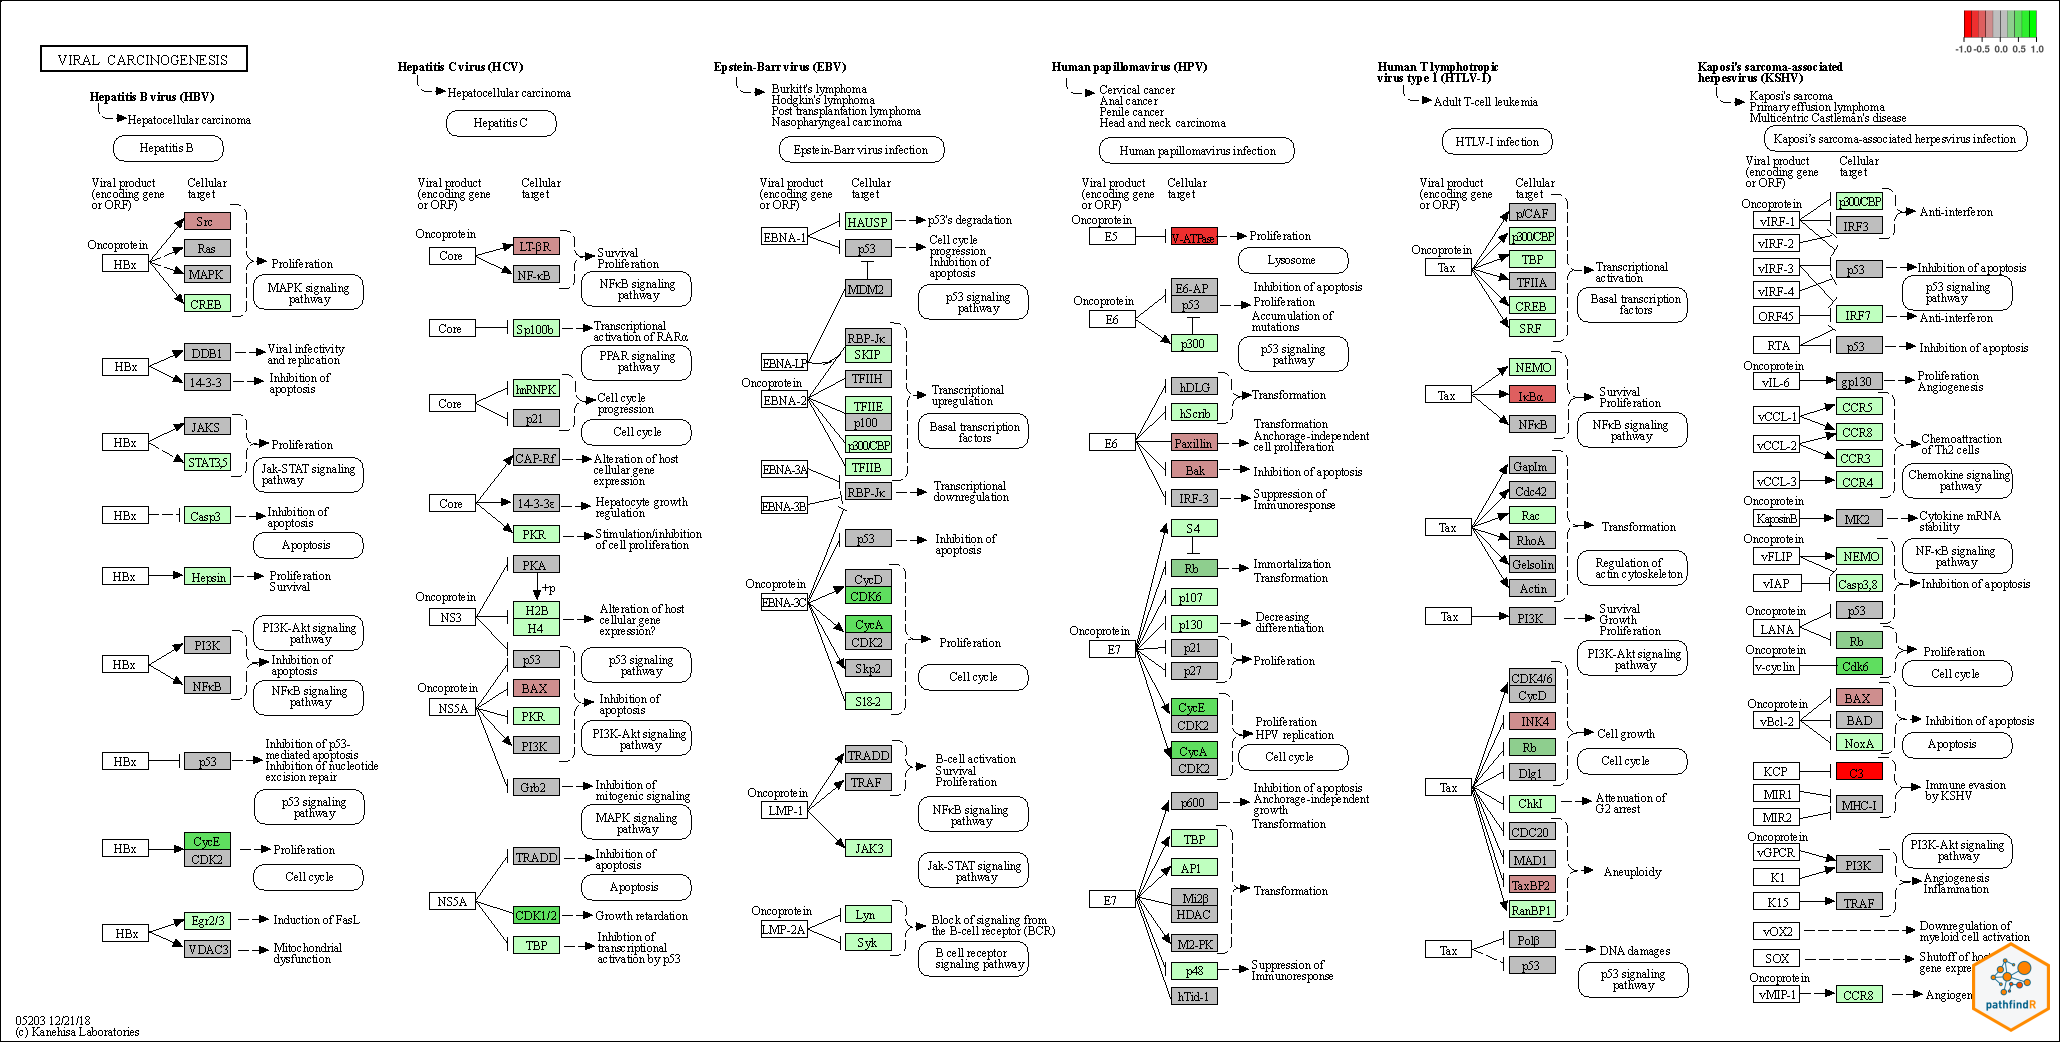 VIRAL CARCINOGENESIS
-1.0 -0.5 0.0 0.5 1.0
Hepatitis B virus (HBV)
Hepatocellular carcinoma
Hepatitis B
Viral product
(encoding gene
or ORF)
Cellular
target
Oncoprotein
HBx
Src
Ras
MAPK
CREB
Proliferation
MAPK signaling
pathway
HBx
DDB1
Viral infectivity
and replication
14-3-3
Inhibition of
apoptosis
HBx
JAKS
STAT3,5
Proliferation
Jak-STAT signaling
pathway
HBx
Casp3
Inhibition of
apoptosis
Apoptosis
HBx
Hepsin
Proliferation
Survival
PI3K-Akt signaling
pathway
HBx
PI3K
NFκB
Inhibition of
apoptosis
NFκB signaling
pathway
HBx
p53
Inhibition of p53-
mediated apoptosis
Inhibition of nucleotide
excision repair
p53 signaling
pathway
HBx
CycE
CDK2
Proliferation
Cell cycle
HBx
Egr2/3
Induction of FasL
VDAC3
Mitochondrial
dysfunction
05203 12/21/18
(c) Kanehisa Laboratories
Hepatitis C virus (HCV)
Hepatocellular carcinoma
Hepatitis C
Viral product
(encoding gene
or ORF)
Cellular
target
Oncoprotein
Core
LT-βR
NF-κB
Survival
Proliferation
NFκB signaling
pathway
Core
Sp100b
Transcriptional
activation of RARα
PPAR signaling
pathway
Core
hnRNPK
p21
Cell cycle
progression
Cell cycle
Core
CAP-Rf
Alteration of host
cellular gene
expression
14-3-3ε
Hepatocyte growth
regulation
PKR
Stimulation/inhibition
of cell proliferation
PKA
+p
Oncoprotein
NS3
H2B
H4
Alteration of host
cellular gene
expression?
p53
p53 signaling
pathway
Oncoprotein
NS5A
BAX
PKR
PI3K
Inhibition of
apoptosis
PI3K-Akt signaling
pathway
Grb2
Inhibition of
mitogenic signaling
MAPK signaling
pathway
NS5A
TRADD
Inhibition of
apoptosis
Apoptosis
CDK1/2
Growth retardation
TBP
Inhibtion of
transcriptional
activation by p53
Epstein-Barr virus (EBV)
Burkitt's lymphoma
Hodgkin's lymphoma
Post transplantation lymphoma
Nasopharyngeal carcinoma
Epstein-Barr virus infection
Viral product
(encoding gene
or ORF)
Cellular
target
EBNA-1
HAUSP
p53's degradation
p53
Cell cycle
progression
Inhibition of
apoptosis
MDM2
p53 signaling
pathway
EBNA-LP
RBP-Jκ
SKIP
TFIIH
Oncoprotein
EBNA-2
TFIIE
p100
p300/CBP
TFIIB
Transcriptional
upregulation
Basal transcription
factors
EBNA-3A
EBNA-3B
RBP-Jκ
Transcriptional
downregulation
p53
Inhibition of
apoptosis
Oncoprotein
EBNA-3C
CycD
CDK6
CycA
CDK2
Skp2
S18-2
Proliferation
Cell cycle
Oncoprotein
LMP-1
TRADD
TRAF
B-cell activation
Survival
Proliferation
NFκB signaling
pathway
JAK3
Jak-STAT signaling
pathway
Oncoprotein
LMP-2A
Lyn
Syk
Block of signaling from
the B-cell receptor (BCR)
B cell receptor
signaling pathway
Human papillomavirus (HPV)
Cervical cancer
Anal cancer
Penile cancer
Head and neck carcinoma
Human papillomavirus infection
Viral product
(encoding gene
or ORF)
Cellular
target
Oncoprotein
E5
V-ATPase
Proliferation
Lysosome
Oncoprotein
E6
E6-AP
p53
p300
Inhibition of apoptosis
Proliferation
Accumulation of
mutations
p53 signaling
pathway
E6
hDLG
hScrib
Transformation
Paxillin
Transformation
Anchorage-independent
cell proliferation
Bak
Inhibition of apoptosis
IRF-3
Suppression of
Immunoresponse
Oncoprotein
E7
S4
Rb
Immortalization
Transformation
p107
p130
Decreasing
differentiation
p21
p27
Proliferation
CycE
CDK2
CycA
CDK2
Proliferation
HPV replication
Cell cycle
E7
p600
Inhibition of apoptosis
Anchorage-independent
growth
Transformation
TBP
AP1
Mi2β
HDAC
M2-PK
Transformation
p48
Suppression of
Immunoresponse
hTid-1
Human T lymphotropic
virus type 1 (HTLV-1)
Adult T-cell leukemia
HTLV-I infection
Viral product
(encoding gene
or ORF)
Cellular
target
Oncoprotein
Tax
p/CAF
p300/CBP
TBP
TFIIA
CREB
SRF
Transcriptional
activation
Basal transcription
factors
Tax
NEMO
IκBα
NFκB
Survival
Proliferation
NFκB signaling
pathway
Tax
GapIm
Cdc42
Rac
RhoA
Gelsolin
Actin
Transformation
Regulation of
actin cytoskeleton
Tax
PI3K
Survival
Growth
Proliferation
PI3K-Akt signaling
pathway
Tax
CDK4/6
CycD
INK4
Rb
Dlg1
Cell growth
Cell cycle
ChkI
Attenuation of
G2 arrest
CDC20
MAD1
TaxBP2
RanBP1
Aneuploidy
Tax
Polβ
p53
DNA damages
p53 signaling
pathway
Kaposi's sarcoma-associated
herpesvirus (KSHV)
Kaposi's sarcoma
Primary effusion lymphoma
Multicentric Castleman's disease
Kaposi's sarcoma-associated herpesvirus infection
Viral product
(encoding gene
or ORF)
Cellular
target
Oncoprotein
vIRF-1
vIRF-2
p300/CBP
IRF3
Anti-interferon
vIRF-3
vIRF-4
p53
Inhibition of apoptosis
p53 signaling
pathway
ORF45
IRF7
Anti-interferon
RTA
p53
Inhibition of apoptosis
Oncoprotein
vIL-6
gp130
Proliferation
Angiogenesis
vCCL-1
vCCL-2
vCCL-3
CCR5
CCR8
CCR3
CCR4
Chemoattraction
of Th2 cells
Chemokine signaling
pathway
Oncoprotein
KaposinB
MK2
Cytokine mRNA
stability
Oncoprotein
vFLIP
NEMO
NF-κB signaling
pathway
vIAP
Casp3,8
Inhibition of apoptosis
Oncoprotein
LANA
p53
Rb
Proliferation
Oncoprotein
v-cyclin
Cdk6
Cell cycle
Oncoprotein
vBcl-2
BAX
BAD
NoxA
Inhibition of apoptosis
Apoptosis
KCP
C3
MIR1
MIR2
MHC-I
Immune evasion
by KSHV
Oncoprotein
vGPCR
K1
PI3K
PI3K-Akt signaling
pathway
Angiogenesis
Inflammation
K15
TRAF
vOX2
Downregulation of
myeloid cell activation
SOX
Shutoff of
gene
Oncoprotein
vMIP-1
CCR8
pathfindR